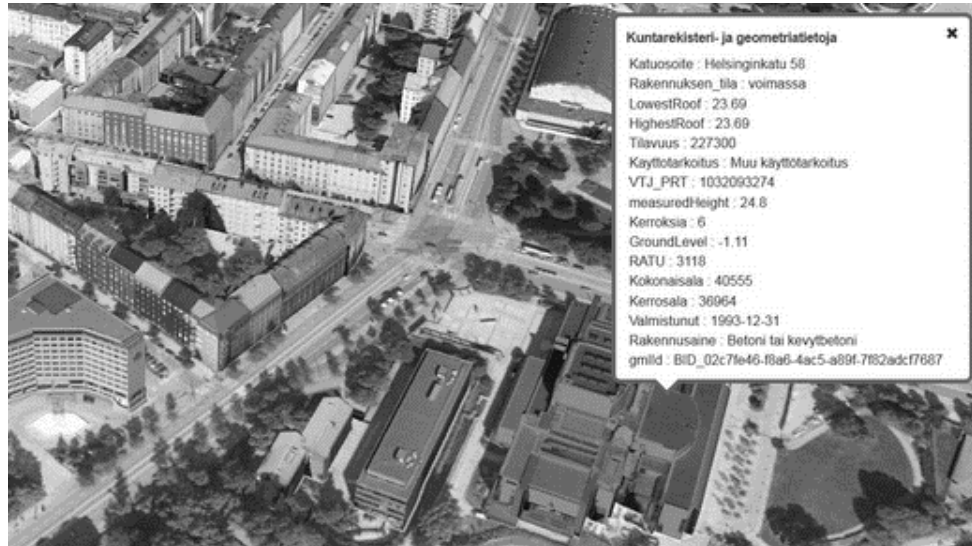 Kuntarekisteri- ja geometriatietoja
Katuosoite : Helsinginkatu 58
Rakennuksen_tila : voimassa
LowestRoof : 23.69
HighestRoof : 23.69
Tilavuus : 227300
Kayttotarkoitus : Muu käyttötarkoitus
VTJ_PRT : 1032093274
measuredHeight : 24.8
Kerroksia : 6
GroundLevel : -1.11
RATU : 3118
Kokonaisala : 40555
Kerrosala : 36964
Valmistunut : 1993-12-31
Rakennusaine : Betoni tai kevytbetoni
gmlId : BID_02c7fe46-f8a6-4ac5-a89f-7f82adcf7687